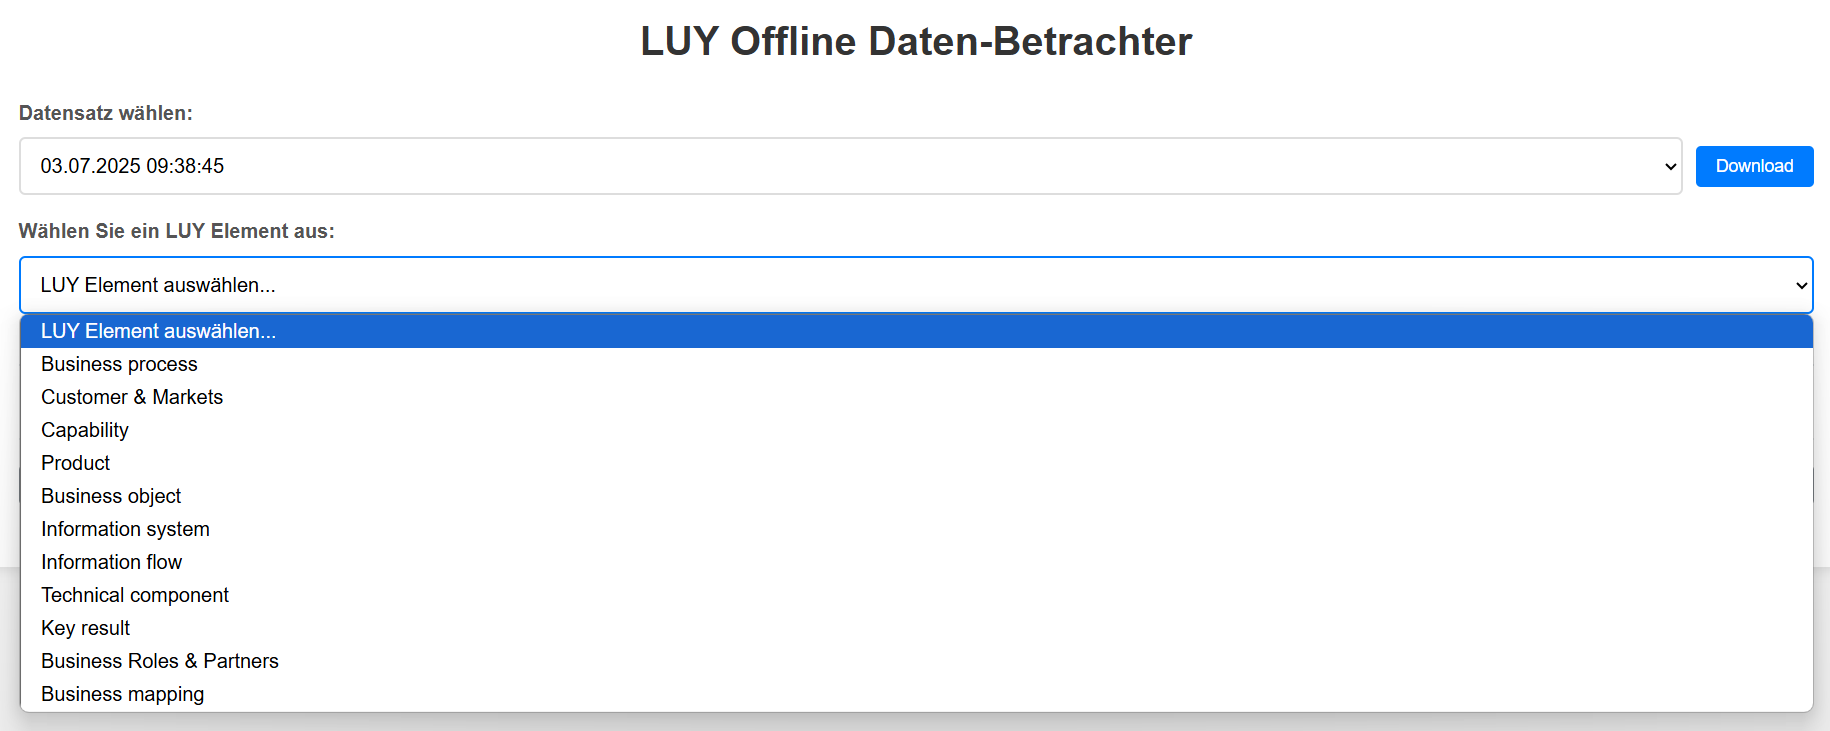 LUY Offline Daten-Betrachter
Datensatz wählen:
03.07.2025 09:38:45
Download
Wählen Sie ein LUY Element aus:
LUY Element auswählen...
LUY Element auswählen...
Business process
Customer & Markets
Capability
Product
Business object
Information system
Information flow
Technical component
Key result
Business Roles & Partners
Business mapping